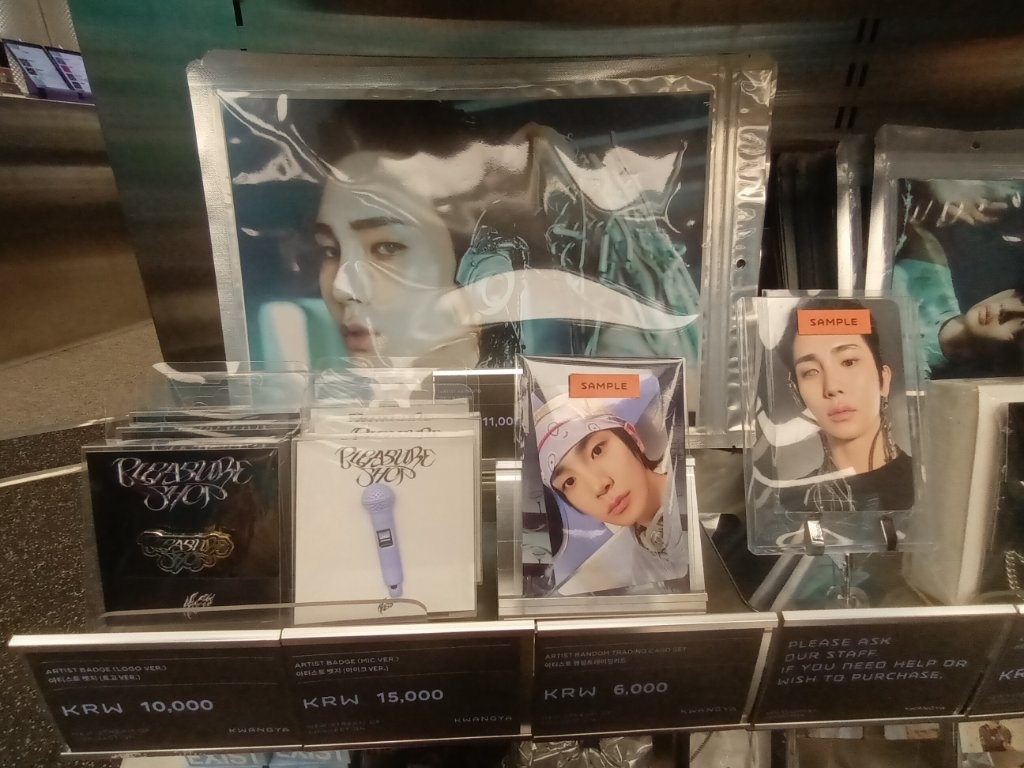 SAMPLE
SAMPLE
11,00
PLEASURE
SHOP
PLEASURE
SHOP
ARTIST BADGE (LOGO VER.)
아티스트 뱃지 (로고 VER.)
KRW 10,000
KWANGYA
ARTIST BADGE (MIC VER.)
아티스트 뱃지 (마이크 VER.)
KRW 15,000
KWANGYA
ARTIST RANDOM TRADING CARD SET
아티스트 랜덤트레이딩카드
KRW 6,000
KWANGYA
PLEASE ASK
OUR STAFF
IF YOU NEED HELP OR
WISH TO PURCHASE.
KWANGYA
EXIST